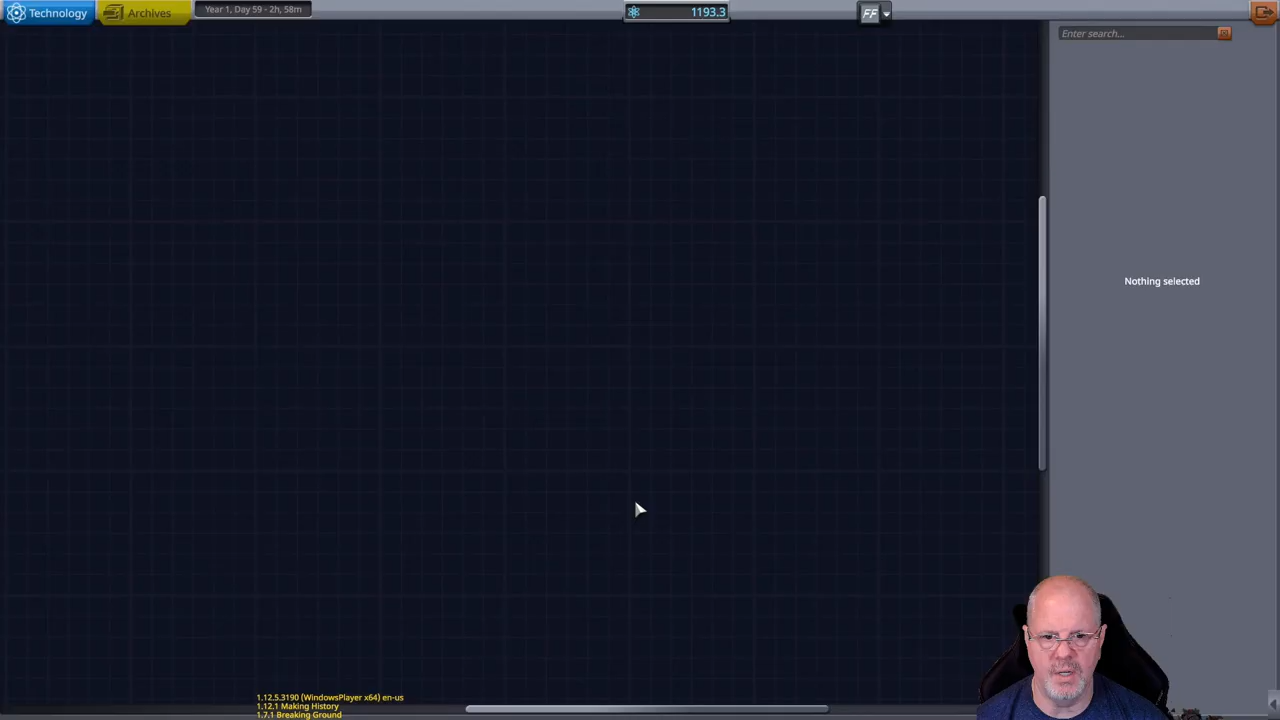 Technology
Archives
Year 1, Day 59 - 2h, 58m
1193.3
FF
Enter search...
Nothing selected
1.12.5.3190 (WindowsPlayer x64) en-us
1.12.1 Making History
1.7.1 Breaking Ground